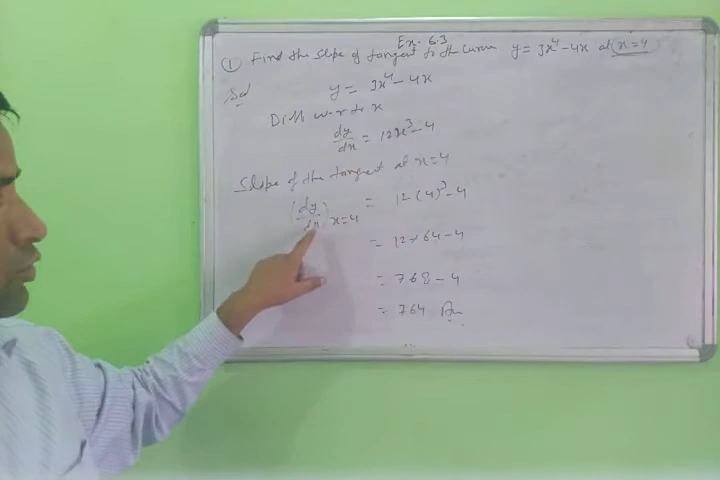 Ex. 6.3
① Find the slope of tangent to the curve y = 3x⁴ - 4x at (x = 4)
Sol y = 3x⁴ - 4x
Diff w.r. to x
dy/dx = 12x³ - 4
Slope of the tangent at x = 4
(dy/dx) x=4 = 12(4)³ - 4
= 12 × 64 - 4
= 768 - 4
= 764 An